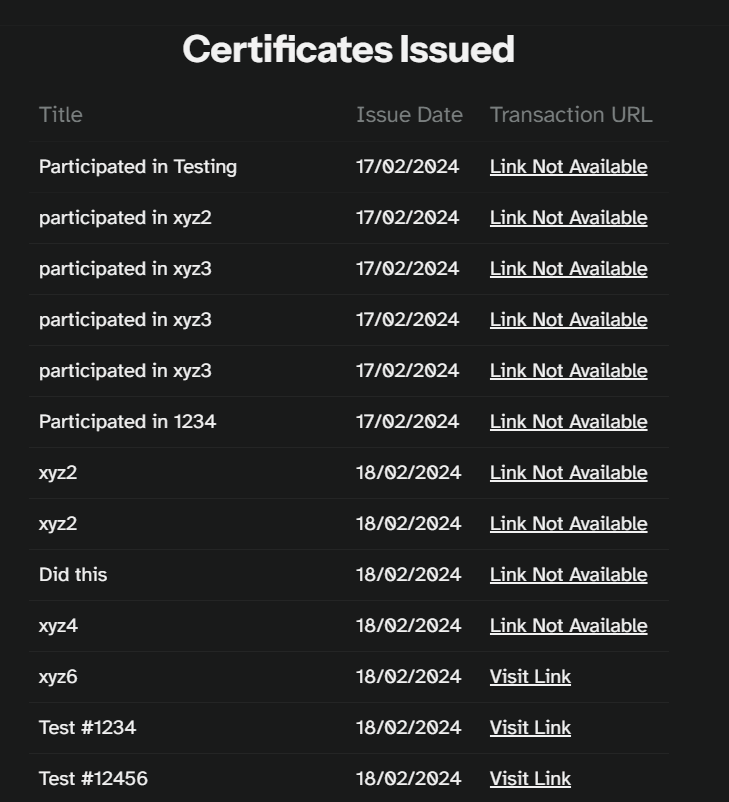 Certificates Issued
Title Issue Date Transaction URL
Participated in Testing 17/02/2024 Link Not Available
participated in xyz2 17/02/2024 Link Not Available
participated in xyz3 17/02/2024 Link Not Available
participated in xyz3 17/02/2024 Link Not Available
participated in xyz3 17/02/2024 Link Not Available
Participated in 1234 17/02/2024 Link Not Available
xyz2 18/02/2024 Link Not Available
xyz2 18/02/2024 Link Not Available
Did this 18/02/2024 Link Not Available
xyz4 18/02/2024 Link Not Available
xyz6 18/02/2024 Visit Link
Test #1234 18/02/2024 Visit Link
Test #12456 18/02/2024 Visit Link